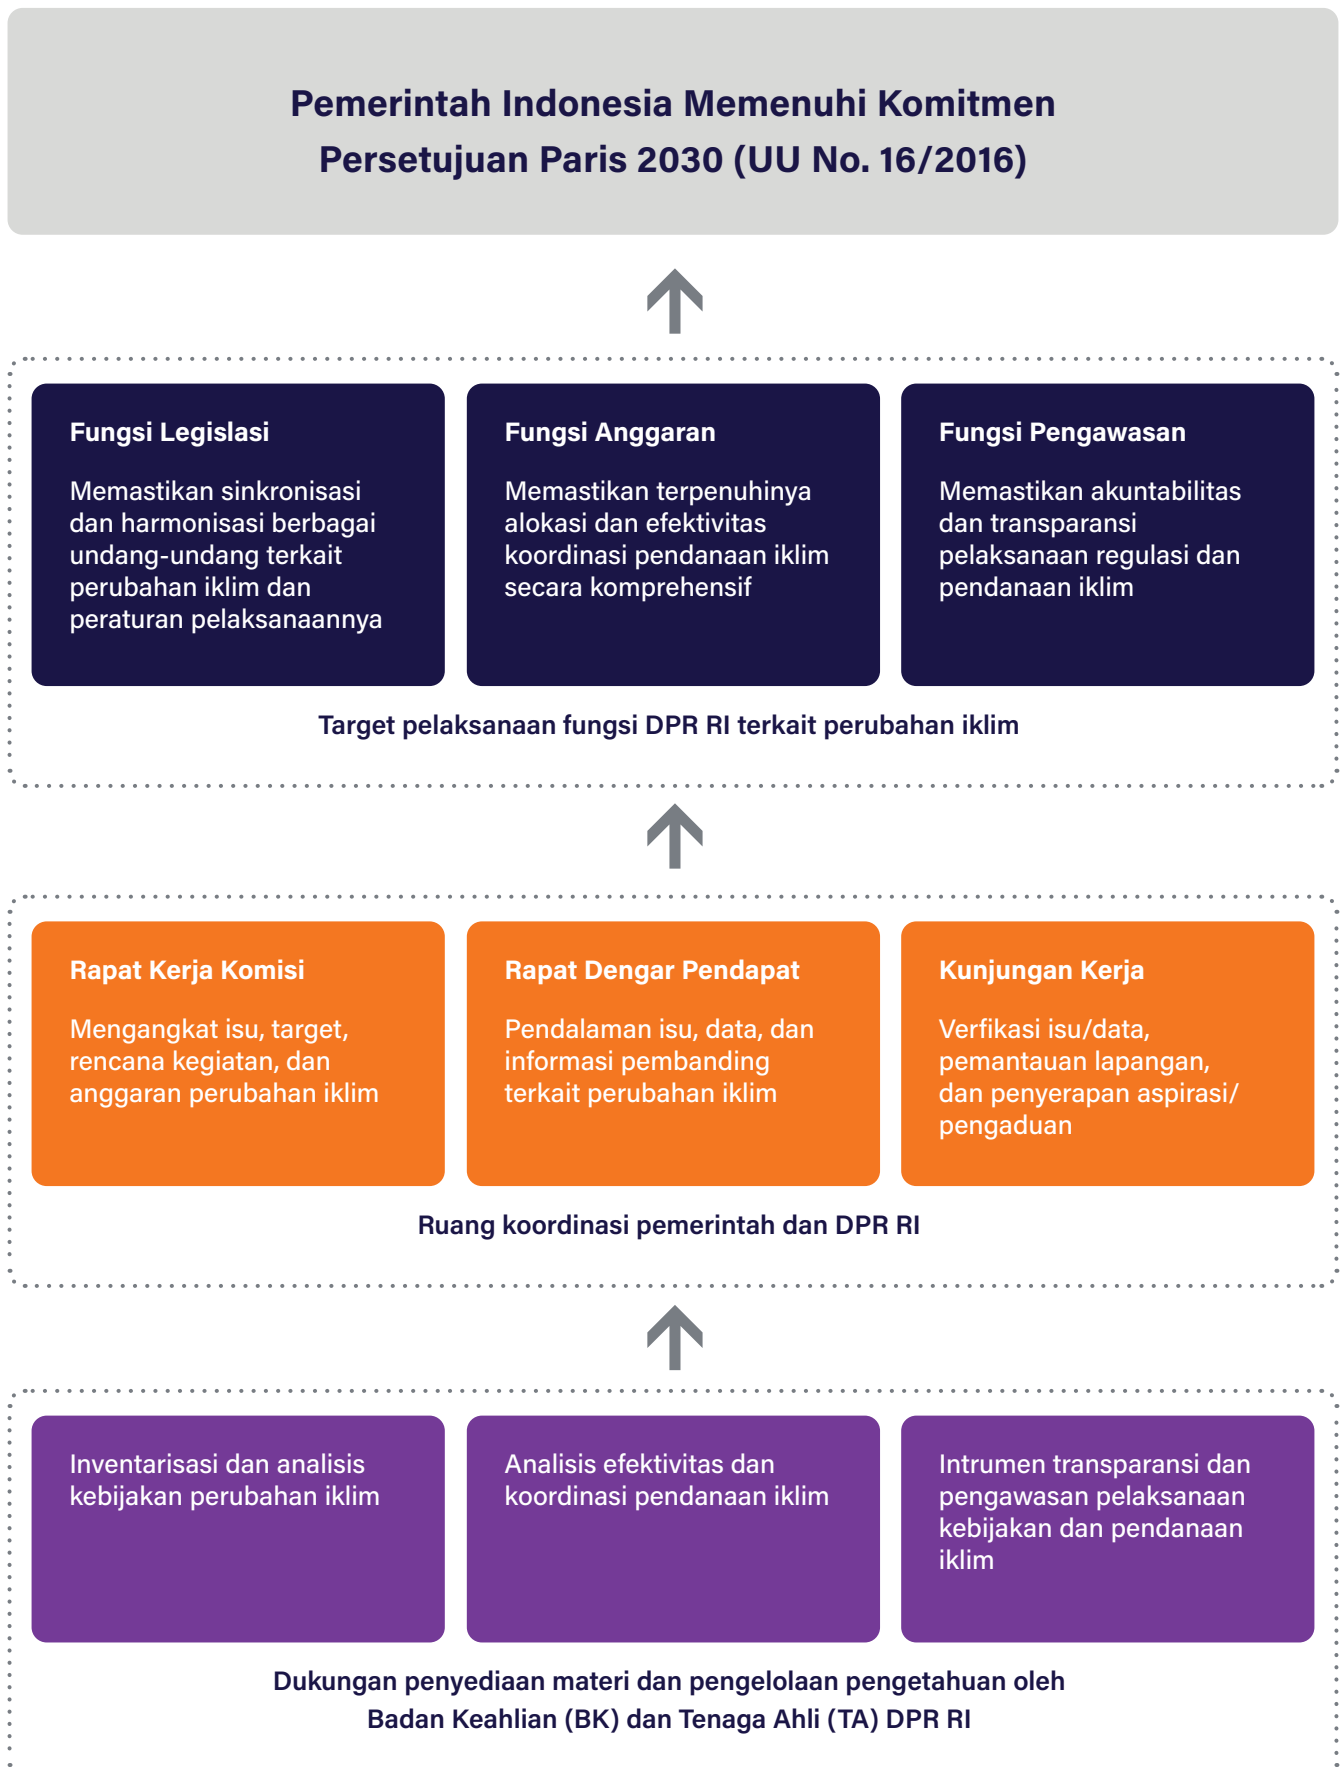 Pemerintah Indonesia Memenuhi Komitmen
Persetujuan Paris 2030 (UU No. 16/2016)
Fungsi Legislasi
Memastikan sinkronisasi
dan harmonisasi berbagai
undang-undang terkait
perubahan iklim dan
peraturan pelaksanaannya
Fungsi Anggaran
Memastikan terpenuhinya
alokasi dan efektivitas
koordinasi pendanaan iklim
secara komprehensif
Fungsi Pengawasan
Memastikan akuntabilitas
dan transparansi
pelaksanaan regulasi dan
pendanaan iklim
Target pelaksanaan fungsi DPR RI terkait perubahan iklim
Rapat Kerja Komisi
Mengangkat isu, target,
rencana kegiatan, dan
anggaran perubahan iklim
Rapat Dengar Pendapat
Pendalaman isu, data, dan
informasi pembanding
terkait perubahan iklim
Kunjungan Kerja
Verfikasi isu/data,
pemantauan lapangan,
dan penyerapan aspirasi/
pengaduan
Ruang koordinasi pemerintah dan DPR RI
Inventarisasi dan analisis
kebijakan perubahan iklim
Analisis efektivitas dan
koordinasi pendanaan iklim
Intrumen transparansi dan
pengawasan pelaksanaan
kebijakan dan pendanaan
iklim
Dukungan penyediaan materi dan pengelolaan pengetahuan oleh
Badan Keahlian (BK) dan Tenaga Ahli (TA) DPR RI